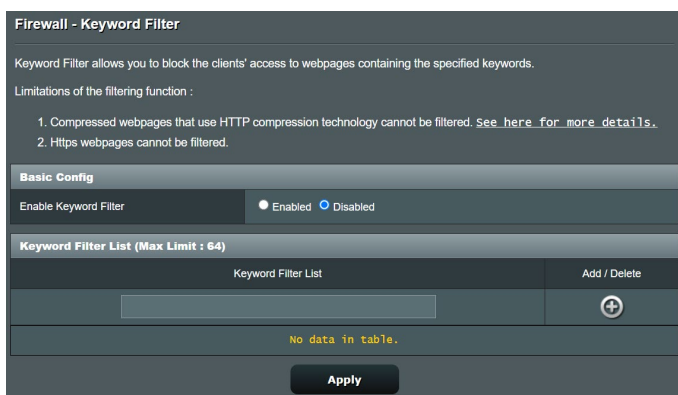 Firewall - Keyword Filter
Keyword Filter allows you to block the clients' access to webpages containing the specified keywords.
Limitations of the filtering function :
1. Compressed webpages that use HTTP compression technology cannot be filtered. See here for more details.
2. Https webpages cannot be filtered.
Basic Config
Enable Keyword Filter Enabled Disabled
Keyword Filter List (Max Limit : 64)
Keyword Filter List Add / Delete
No data in table.
Apply